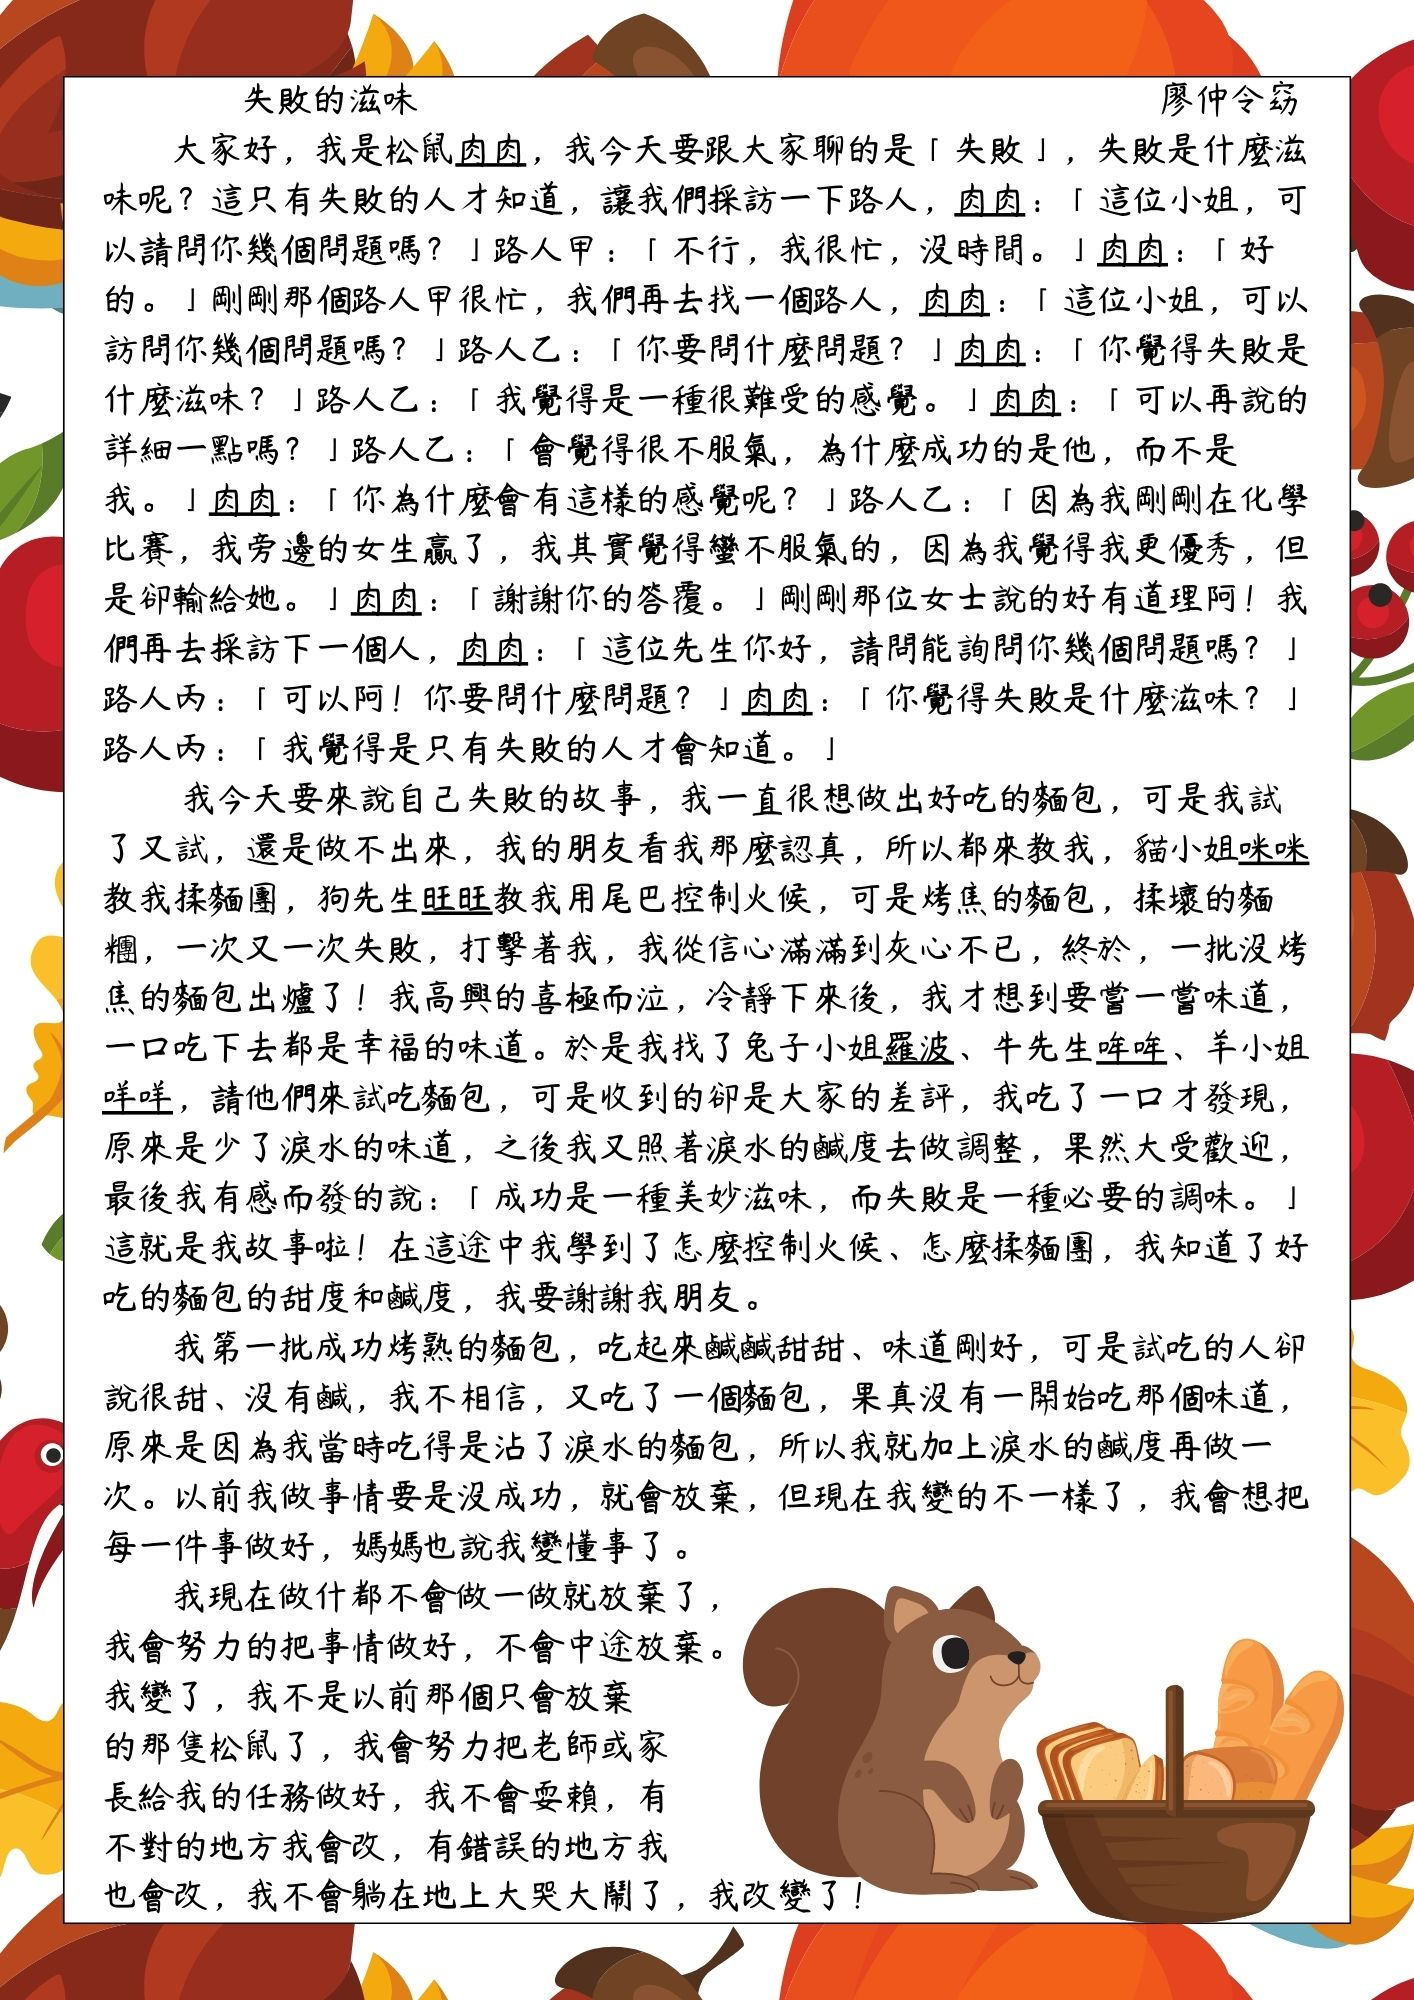 失敗的滋味 廖仲令窈
大家好，我是松鼠肉肉，我今天要跟大家聊的是「失敗」，失敗是什麼滋
味呢？這只有失敗的人才知道，讓我們採訪一下路人，肉肉：「這位小姐，可
以請問你幾個問題嗎？」路人甲：「不行，我很忙，沒時間。」肉肉：「好
的。」剛剛那個路人甲很忙，我們再去找一個路人，肉肉：「這位小姐，可以
訪問你幾個問題嗎？」路人乙：「你要問什麼問題？」肉肉：「你覺得失敗是
什麼滋味？」路人乙：「我覺得是一種很難受的感覺。」肉肉：「可以再說的
詳細一點嗎？」路人乙：「會覺得很不服氣，為什麼成功的是他，而不是
我。」肉肉：「你為什麼會有這樣的感覺呢？」路人乙：「因為我剛剛在化學
比賽，我旁邊的女生贏了，我其實覺得蠻不服氣的，因為我覺得我更優秀，但
是卻輸給她。」肉肉：「謝謝你的答覆。」剛剛那位女士說的好有道理阿！我
們再去採訪下一個人，肉肉：「這位先生你好，請問能詢問你幾個問題嗎？」
路人丙：「可以阿！你要問什麼問題？」肉肉：「你覺得失敗是什麼滋味？」
路人丙：「我覺得是只有失敗的人才會知道。」
我今天要來說自己失敗的故事，我一直很想做出好吃的麵包，可是我試
了又試，還是做不出來，我的朋友看我那麼認真，所以都來教我，貓小姐咪咪
教我揉麵團，狗先生旺旺教我用尾巴控制火候，可是烤焦的麵包，揉壞的麵
糰，一次又一次失敗，打擊著我，我從信心滿滿到灰心不已，終於，一批沒烤
焦的麵包出爐了！我高興的喜極而泣，冷靜下來後，我才想到要嘗一嘗味道，
一口吃下去都是幸福的味道。於是我找了兔子小姐羅波、牛先生哞哞、羊小姐
咩咩，請他們來試吃麵包，可是收到的卻是大家的差評，我吃了一口才發現，
原來是少了淚水的味道，之後我又照著淚水的鹹度去做調整，果然大受歡迎，
最後我有感而發的說：「成功是一種美妙滋味，而失敗是一種必要的調味。」
這就是我故事啦！在這途中我學到了怎麼控制火候、怎麼揉麵團，我知道了好
吃的麵包的甜度和鹹度，我要謝謝我朋友。
我第一批成功烤熟的麵包，吃起來鹹鹹甜甜、味道剛好，可是試吃的人卻
說很甜、沒有鹹，我不相信，又吃了一個麵包，果真沒有一開始吃那個味道，
原來是因為我當時吃得是沾了淚水的麵包，所以我就加上淚水的鹹度再做一
次。以前我做事情要是沒成功，就會放棄，但現在我變的不一樣了，我會想把
每一件事做好，媽媽也說我變懂事了。
我現在做什都不會做一做就放棄了，
我會努力的把事情做好，不會中途放棄。
我變了，我不是以前那個只會放棄
的那隻松鼠了，我會努力把老師或家
長給我的任務做好，我不會耍賴，有
不對的地方我會改，有錯誤的地方我
也會改，我不會躺在地上大哭大鬧了，我改變了！